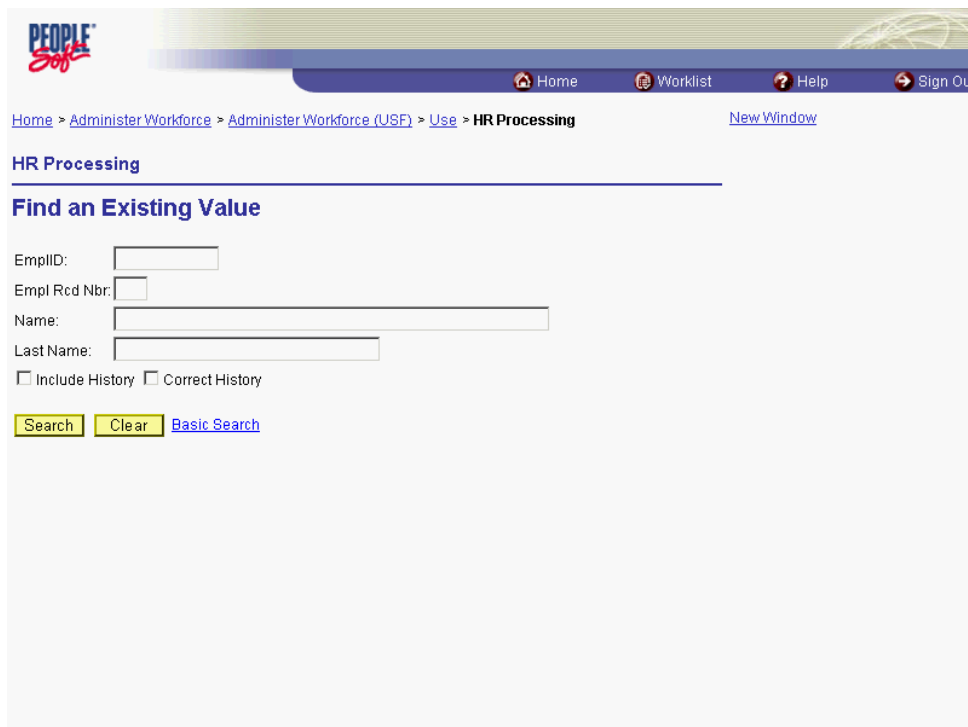 PEOPLE
Soft
Home Worklist Help Sign Ou
Home > Administer Workforce > Administer Workforce (USF) > Use > HR Processing New Window
HR Processing
Find an Existing Value
EmplID:
Empl Rcd Nbr:
Name:
Last Name:
Include History Correct History
Search Clear Basic Search